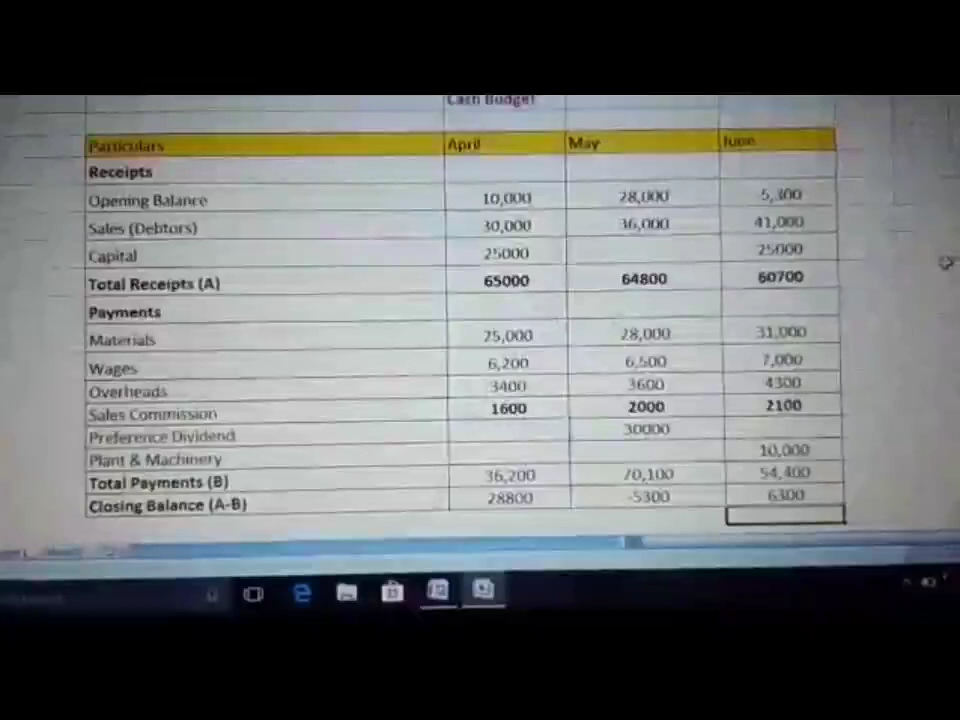 Cash Budget
Particulars April May June
Receipts
Opening Balance 10,000 28,000 5,300
Sales (Debtors) 30,000 36,000 41,000
Capital 25000 25000
Total Receipts (A) 65000 64800 60700
Payments
Materials 25,000 28,000 31,000
Wages 6,200 6,500 7,000
Overheads 3400 3600 4300
Sales Commission 1600 2000 2100
Preference Dividend 30000
Plant & Machinery 10,000
Total Payments (B) 36,200 70,100 54,400
Closing Balance (A-B) 28800 -5300 6300